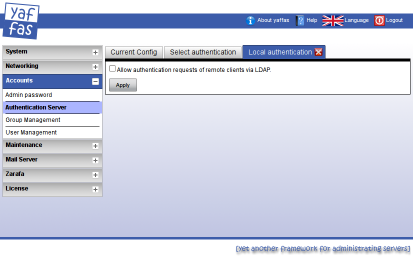 yaffas
About yaffas
Help
Language
Logout
System
Networking
Accounts
Admin password
Authentication Server
Group Management
User Management
Maintenance
Mail Server
Zarafa
License
Current Config
Select authentication
Local authentication
Allow authentication requests of remote clients via LDAP.
Apply
[Yet another framework for administrating servers]